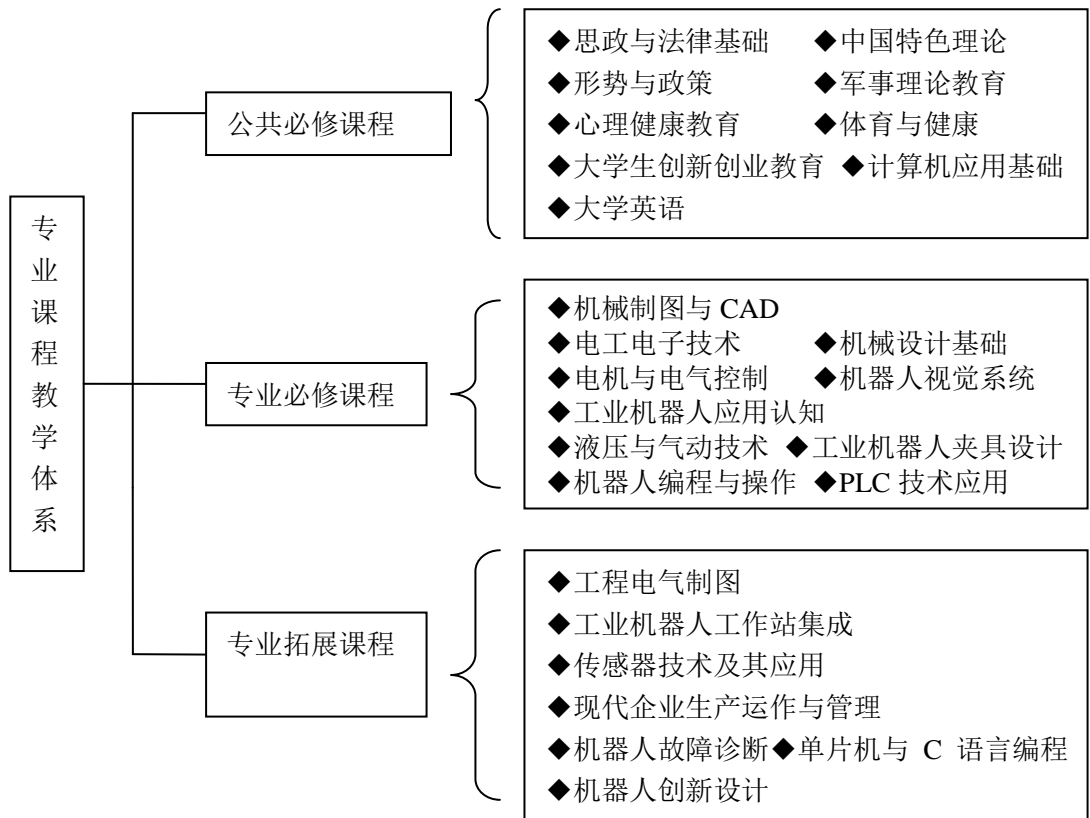 专业课程教学体系
公共必修课程
◆思政与法律基础 ◆中国特色理论
◆形势与政策 ◆军事理论教育
◆心理健康教育 ◆体育与健康
◆大学生创新创业教育 ◆计算机应用基础
◆大学英语
专业必修课程
◆机械制图与 CAD
◆电工电子技术 ◆机械设计基础
◆电机与电气控制 ◆机器人视觉系统
◆工业机器人应用认知
◆液压与气动技术 ◆工业机器人夹具设计
◆机器人编程与操作 ◆PLC 技术应用
专业拓展课程
◆工程电气制图
◆工业机器人工作站集成
◆传感器技术及其应用
◆现代企业生产运作与管理
◆机器人故障诊断◆单片机与 C 语言编程
◆机器人创新设计